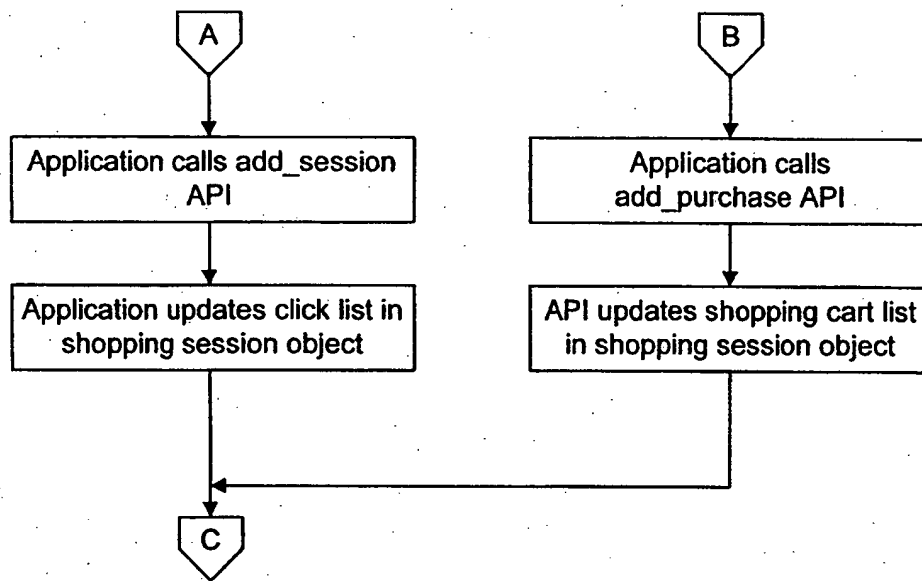 A
B
Application calls add_session
API
Application calls
add_purchase API
Application updates click list in
shopping session object
API updates shopping cart list
in shopping session object
C